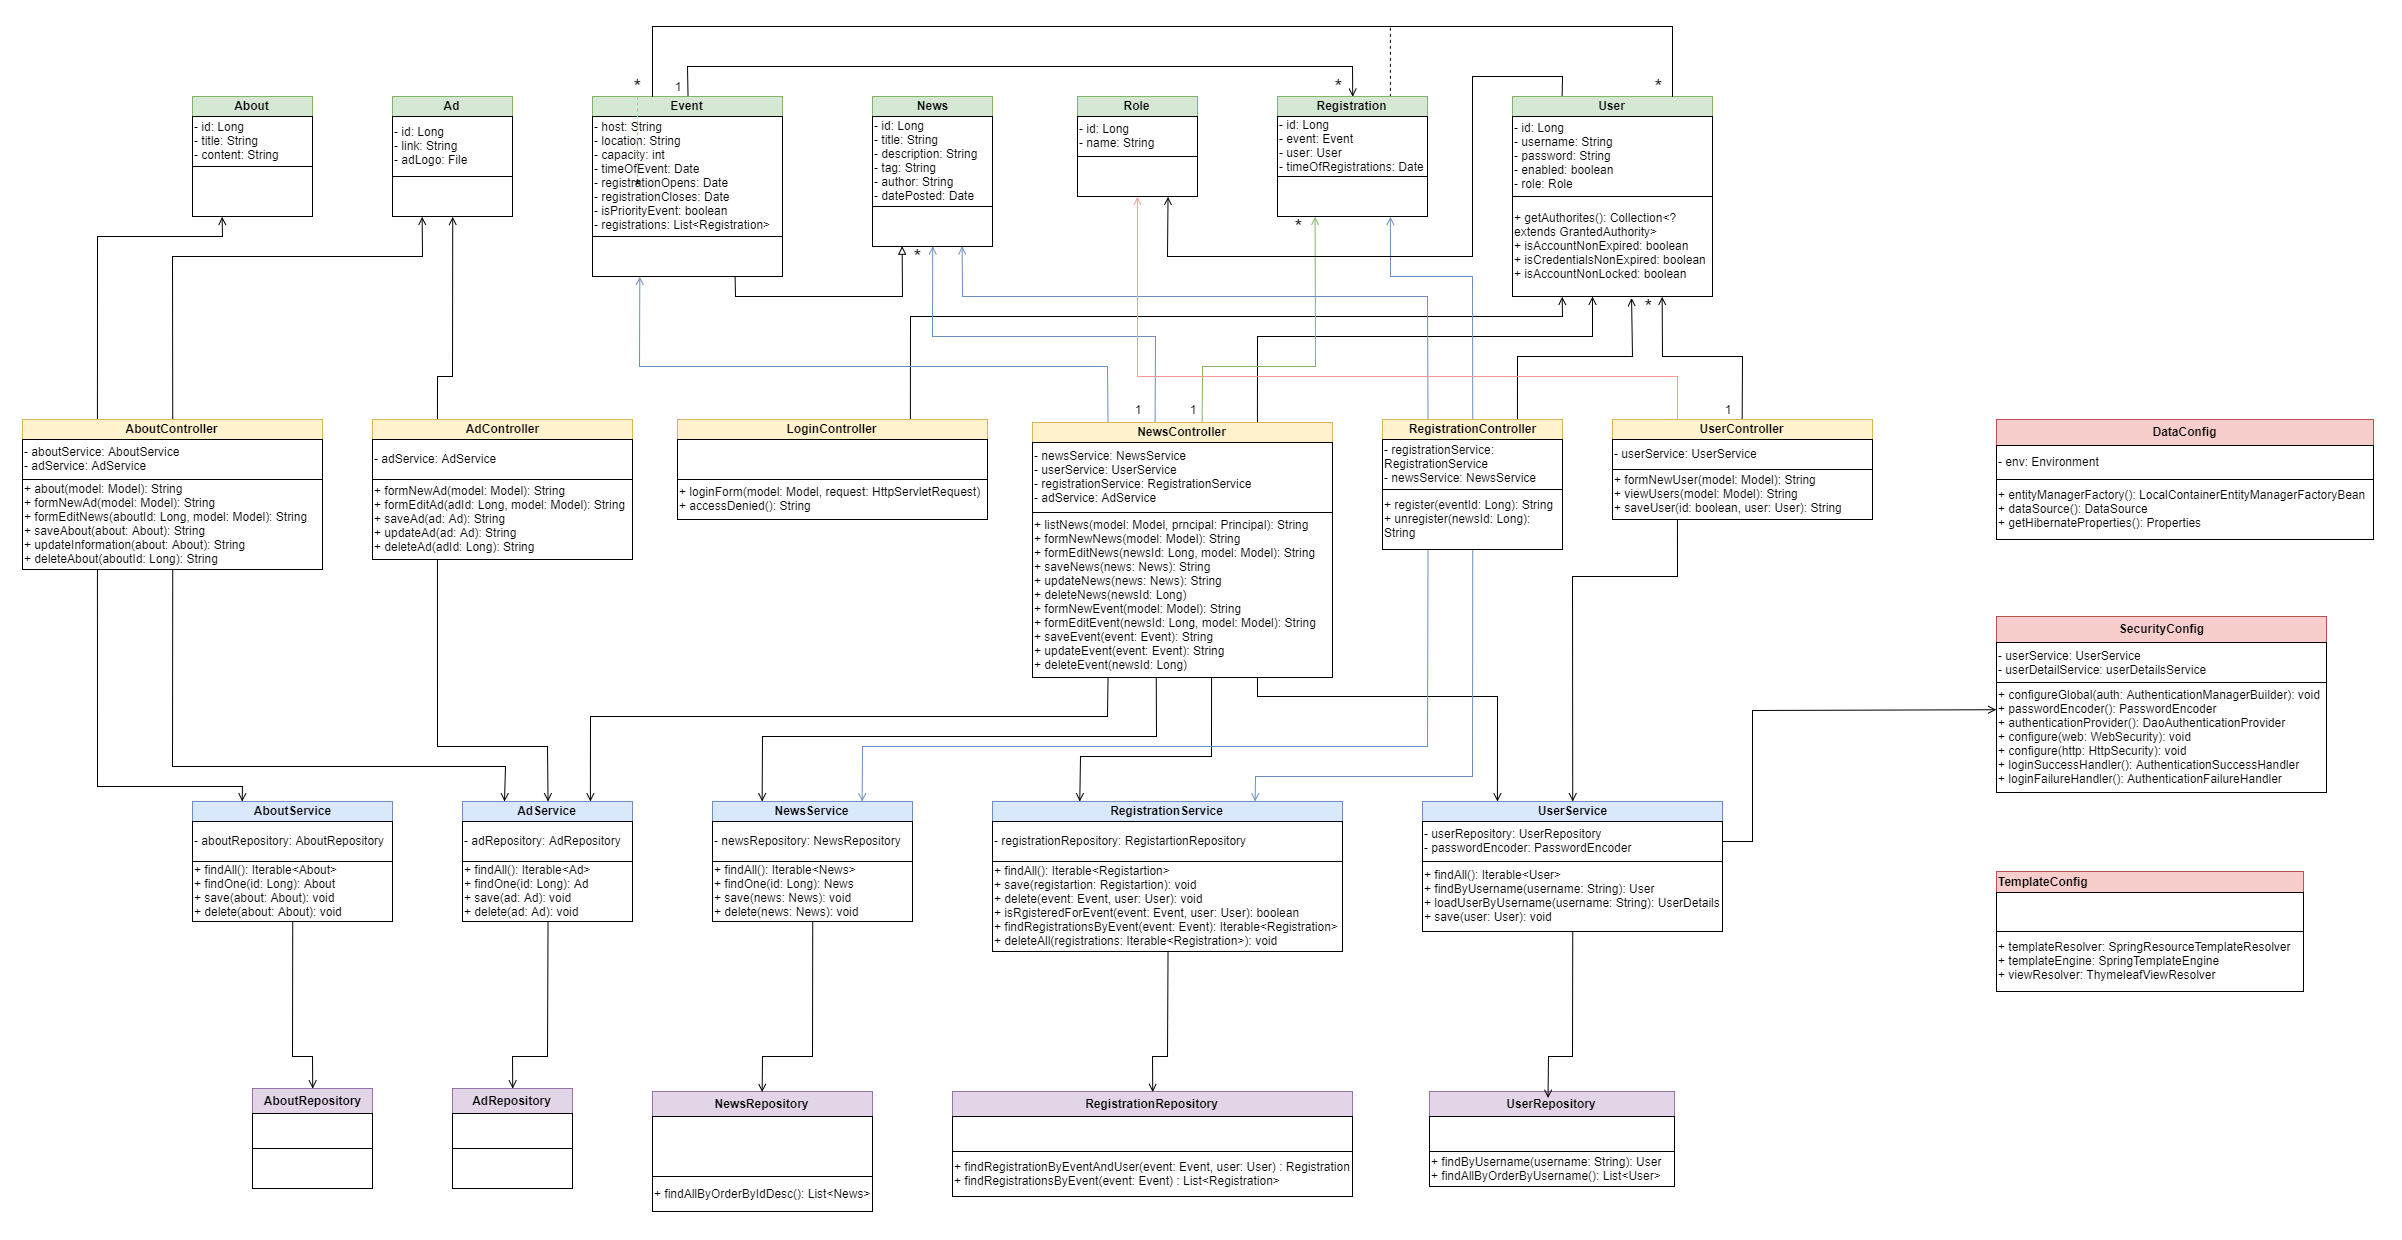 *
1
*
*
About
- id: Long
- title: String
- content: String
Ad
- id: Long
- link: String
- adLogo: File
Event
- host: String
- location: String
- capacity: int
- timeOfEvent: Date
- registrationOpens: Date
- registrationCloses: Date
- isPriorityEvent: boolean
- registrations: List<Registration>
*
News
- id: Long
- title: String
- description: String
- tag: String
- author: String
- datePosted: Date
*
Role
- id: Long
- name: String
Registration
- id: Long
- event: Event
- user: User
- timeOfRegistrations: Date
*
User
- id: Long
- username: String
- password: String
- enabled: boolean
- role: Role
+ getAuthorites(): Collection<?
extends GrantedAuthority>
+ isAccountNonExpired: boolean
+ isCredentialsNonExpired: boolean
+ isAccountNonLocked: boolean
*
1
1
1
AboutController
- aboutService: AboutService
- adService: AdService
+ about(model: Model): String
+ formNewAd(model: Model): String
+ formEditNews(aboutId: Long, model: Model): String
+ saveAbout(about: About): String
+ updateInformation(about: About): String
+ deleteAbout(aboutId: Long): String
AdController
- adService: AdService
+ formNewAd(model: Model): String
+ formEditAd(adId: Long, model: Model): String
+ saveAd(ad: Ad): String
+ updateAd(ad: Ad): String
+ deleteAd(adId: Long): String
LoginController
+ loginForm(model: Model, request: HttpServletRequest)
+ accessDenied(): String
NewsController
- newsService: NewsService
- userService: UserService
- registrationService: RegistrationService
- adService: AdService
+ listNews(model: Model, prncipal: Principal): String
+ formNewNews(model: Model): String
+ formEditNews(newsId: Long, model: Model): String
+ saveNews(news: News): String
+ updateNews(news: News): String
+ deleteNews(newsId: Long)
+ formNewEvent(model: Model): String
+ formEditEvent(newsId: Long, model: Model): String
+ saveEvent(event: Event): String
+ updateEvent(event: Event): String
+ deleteEvent(newsId: Long)
RegistrationController
- registrationService:
RegistrationService
- newsService: NewsService
+ register(eventId: Long): String
+ unregister(newsId: Long):
String
UserController
- userService: UserService
+ formNewUser(model: Model): String
+ viewUsers(model: Model): String
+ saveUser(id: boolean, user: User): String
DataConfig
- env: Environment
+ entityManagerFactory(): LocalContainerEntityManagerFactoryBean
+ dataSource(): DataSource
+ getHibernateProperties(): Properties
SecurityConfig
- userService: UserService
- userDetailService: userDetailsService
+ configureGlobal(auth: AuthenticationManagerBuilder): void
+ passwordEncoder(): PasswordEncoder
+ authenticationProvider(): DaoAuthenticationProvider
+ configure(web: WebSecurity): void
+ configure(http: HttpSecurity): void
+ loginSuccessHandler(): AuthenticationSuccessHandler
+ loginFailureHandler(): AuthenticationFailureHandler
AboutService
- aboutRepository: AboutRepository
+ findAll(): Iterable<About>
+ findOne(id: Long): About
+ save(about: About): void
+ delete(about: About): void
AdService
- adRepository: AdRepository
+ findAll(): Iterable<Ad>
+ findOne(id: Long): Ad
+ save(ad: Ad): void
+ delete(ad: Ad): void
NewsService
- newsRepository: NewsRepository
+ findAll(): Iterable<News>
+ findOne(id: Long): News
+ save(news: News): void
+ delete(news: News): void
RegistrationService
- registrationRepository: RegistartionRepository
+ findAll(): Iterable<Registartion>
+ save(registartion: Registartion): void
+ delete(event: Event, user: User): void
+ isRgisteredForEvent(event: Event, user: User): boolean
+ findRegistrationsByEvent(event: Event): Iterable<Registration>
+ deleteAll(registrations: Iterable<Registration>): void
UserService
- userRepository: UserRepository
- passwordEncoder: PasswordEncoder
+ findAll(): Iterable<User>
+ findByUsername(username: String): User
+ loadUserByUsername(username: String): UserDetails
+ save(user: User): void
TemplateConfig
+ templateResolver: SpringResourceTemplateResolver
+ templateEngine: SpringTemplateEngine
+ viewResolver: ThymeleafViewResolver
AboutRepository
AdRepository
NewsRepository
+ findAllByOrderByIdDesc(): List<News>
RegistrationRepository
+ findRegistrationByEventAndUser(event: Event, user: User) : Registration
+ findRegistrationsByEvent(event: Event) : List<Registration>
UserRepository
+ findByUsername(username: String): User
+ findAllByOrderByUsername(): List<User>